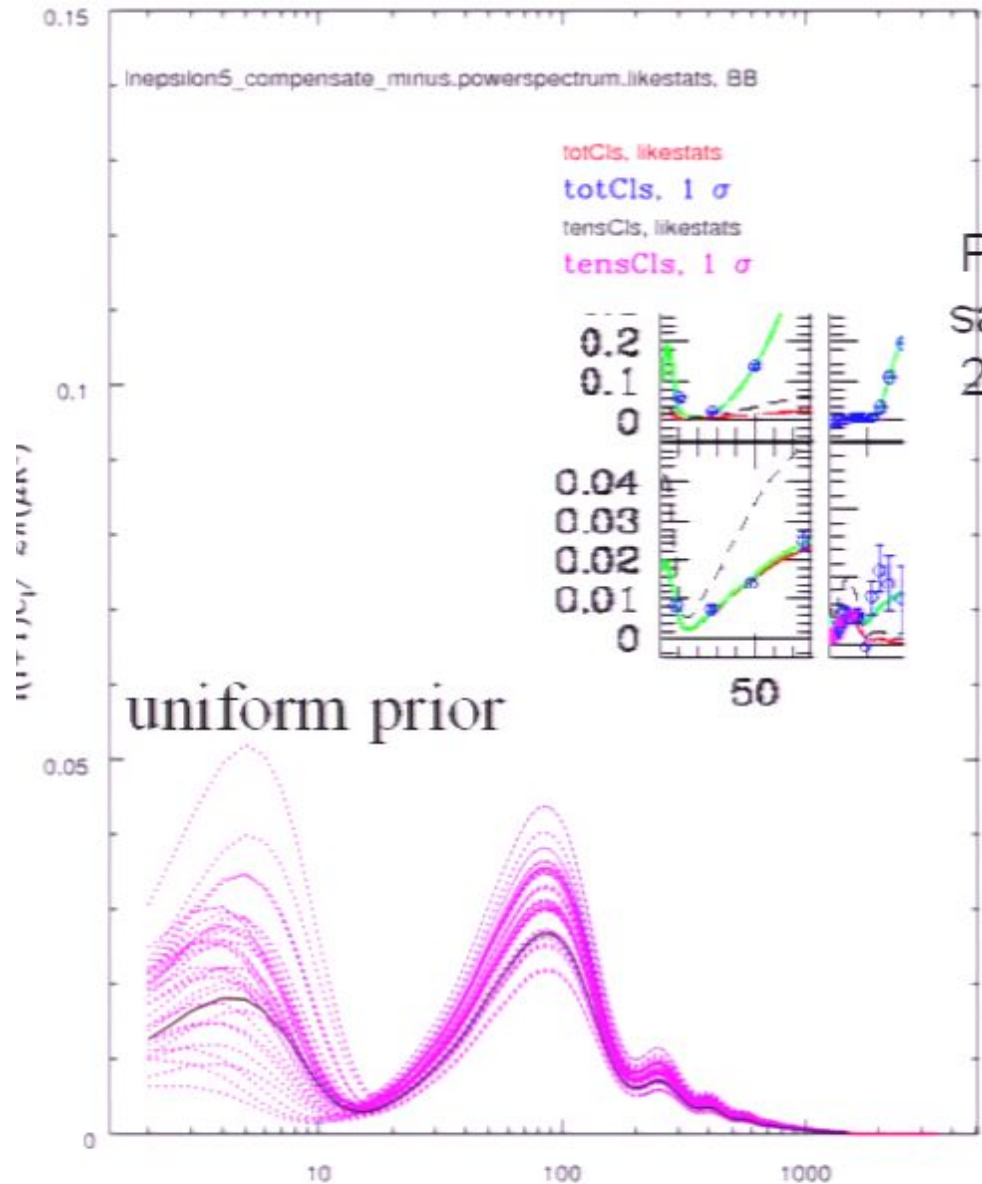 0.15
lnepsilon5_compensate_minus.powerspectrum.likestats, BB
totCls, likestats
totCls, 1 σ
tensCls, likestats
tensCls, 1 σ
0.2
0.1
0
0.04
0.03
0.02
0.01
0
50
0.1
uniform prior
0.05
0
10
100
1000